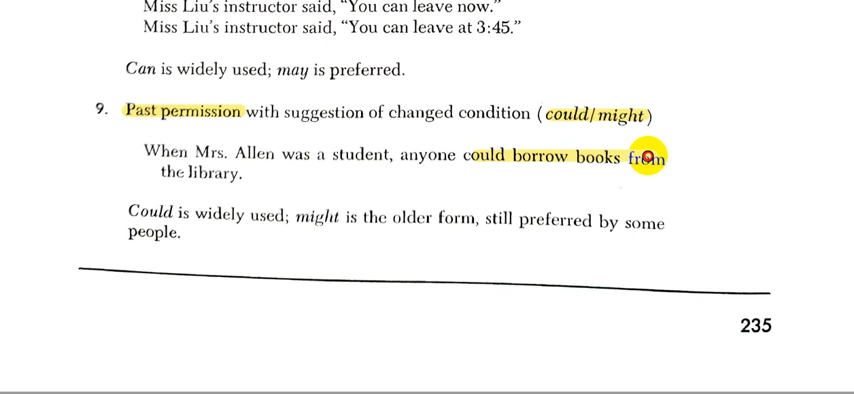 Miss Liu's instructor said, "You can leave now."
Miss Liu's instructor said, "You can leave at 3:45."
Can is widely used; may is preferred.
9. Past permission with suggestion of changed condition (could/might)
When Mrs. Allen was a student, anyone could borrow books from
the library.
Could is widely used; might is the older form, still preferred by some
people.
235